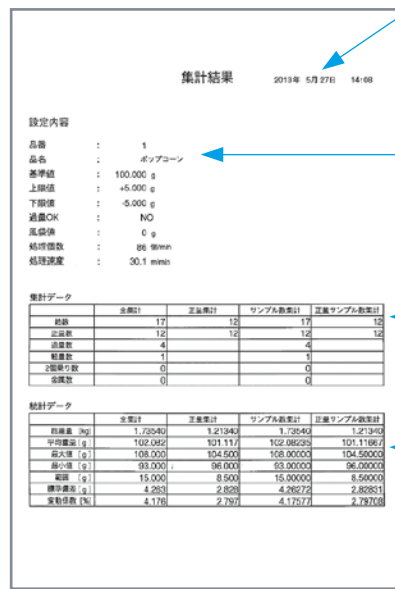 集計結果 2013年 5月27日 14:08
設定内容
品番 : 1
品名 : ポップコーン
基準値 : 100.000 g
上限値 : +5.000 g
下限値 : -5.000 g
過量OK : NO
風袋値 : 0 g
処理個数 : 86 個/min
処理速度 : 30.1 m/min
集計データ
全集計 正量集計 サンプル数集計 正量サンプル数集計
総数 17 12 17 12
正量数 12 12 12 12
過量数 4 4
軽量数 1 1
2個乗り数 0 0
金属数 0 0
統計データ
全集計 正量集計 サンプル数集計 正量サンプル数集計
総重量 [kg] 1.73540 1.21340 1.73540 1.21340
平均重量 [g] 102.082 101.117 102.08235 101.11667
最大値 [g] 108.000 104.500 108.00000 104.50000
最小値 [g] 93.000 96.000 93.00000 96.00000
範囲 [g] 15.000 8.500 15.00000 8.50000
標準偏差 [g] 4.263 2.828 4.26272 2.82831
変動係数 [%] 4.176 2.797 4.17577 2.79708